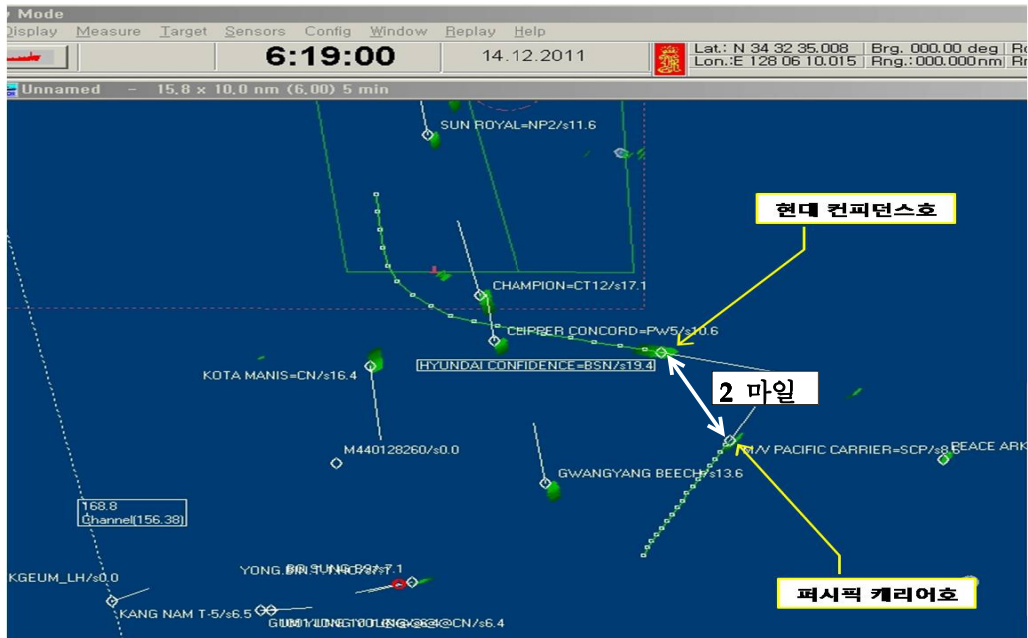 Mode
Display Measure Target Sensors Config Window Replay Help
6:19:00
14.12.2011
Lat.: N 34 32 35.008
Lon.:E 128 06 10.015
Brg. 000.00 deg
Rng.:000.000nm
Unnamed - 15.8 x 10.0 nm (6.00) 5 min
SUN ROYAL=NP2/s11.6
현대 컨피던스호
CHAMPION=CT12/s17.1
CLIPPER CONCORD=PW5/s10.6
HYUNDAI CONFIDENCE=BSN/s19.4
KOTA MANIS=CN/s16.4
2 마일
M440128260/s0.0
M/V PACIFIC CARRIER=SCP/s8.6
PEACE ARK
GWANGYANG BEECH/s13.6
168.8
Channel(156.38)
KGEUM_LH/s0.0
KANG NAM T-5/s6.5
퍼시픽 캐리어호